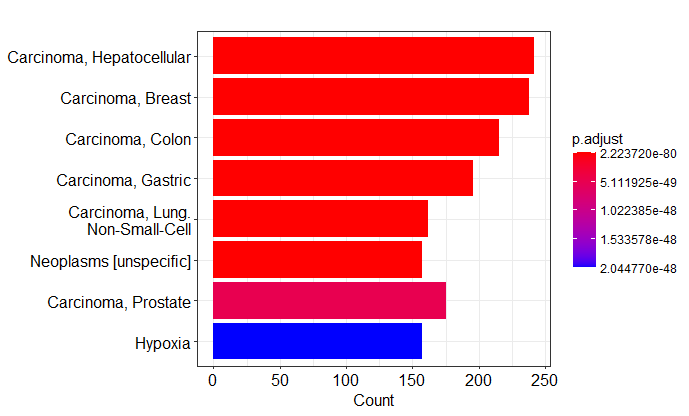 Carcinoma, Hepatocellular
Carcinoma, Breast
Carcinoma, Colon
Carcinoma, Gastric
Carcinoma, Lung.
Non-Small-Cell
Neoplasms [unspecific]
Carcinoma, Prostate
Hypoxia
0 50 100 150 200 250
Count
p.adjust
2.223720e-80
5.111925e-49
1.022385e-48
1.533578e-48
2.044770e-48